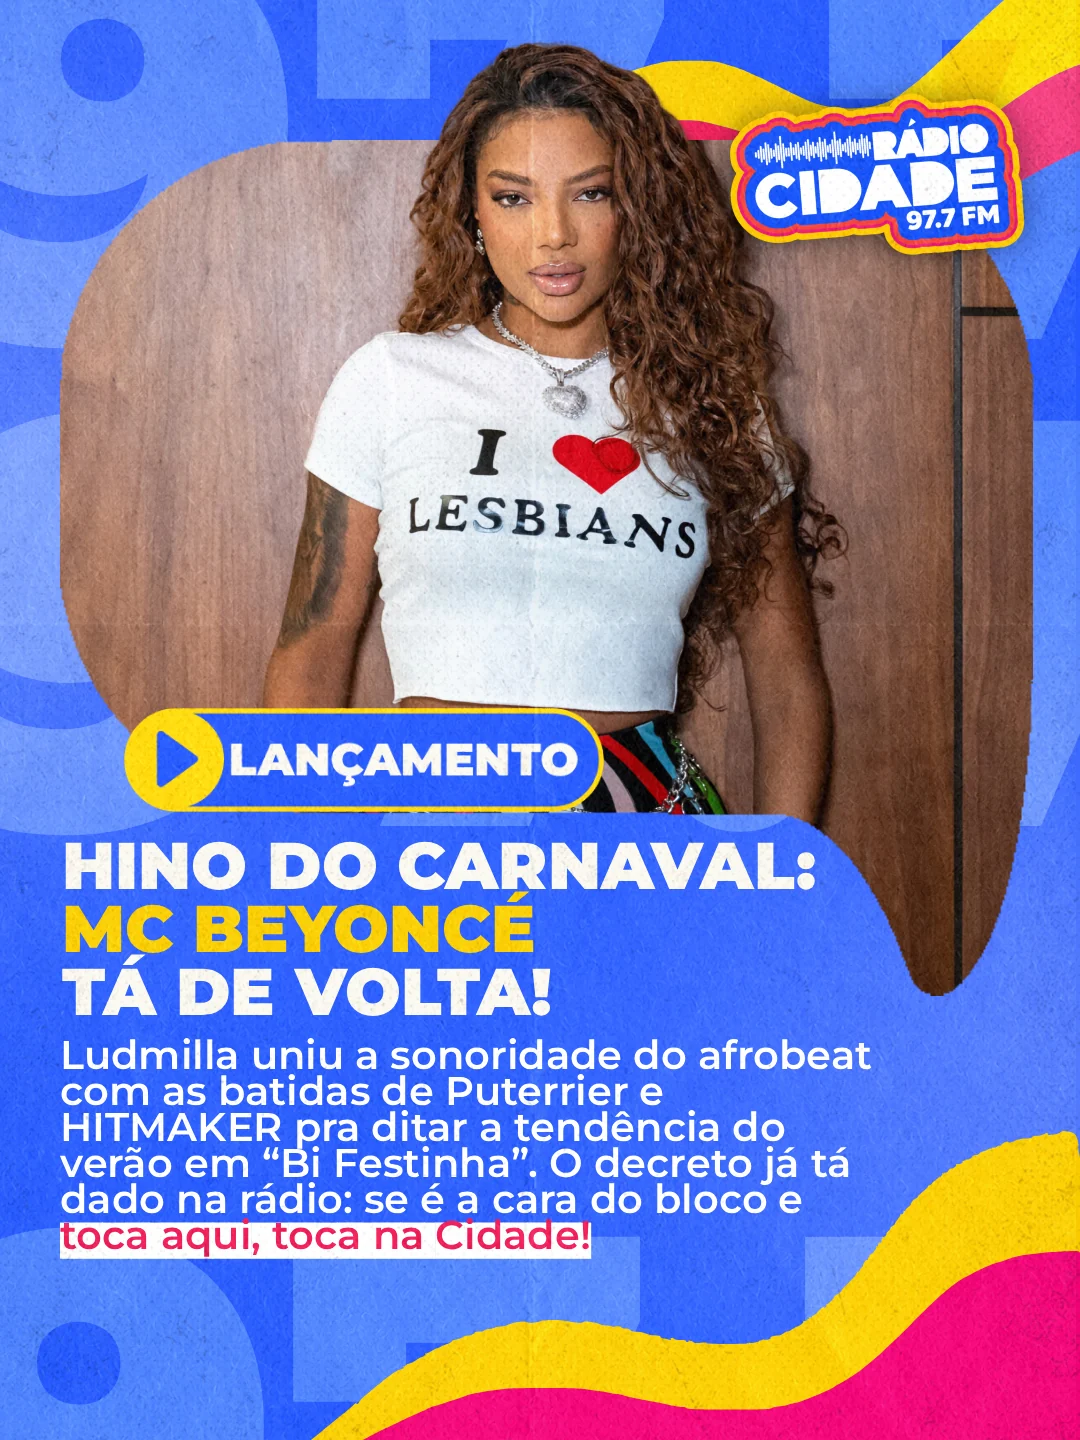 RÁDIO
CIDADE
97.7 FM
I ❤
LESBIANS
LANÇAMENTO
HINO DO CARNAVAL:
MC BEYONCÉ
TÁ DE VOLTA!
Ludmilla uniu a sonoridade do afrobeat
com as batidas de Puterrier e
HITMAKER pra ditar a tendência do
verão em “Bi Festinha”. O decreto já tá
dado na rádio: se é a cara do bloco e
toca aqui, toca na Cidade!